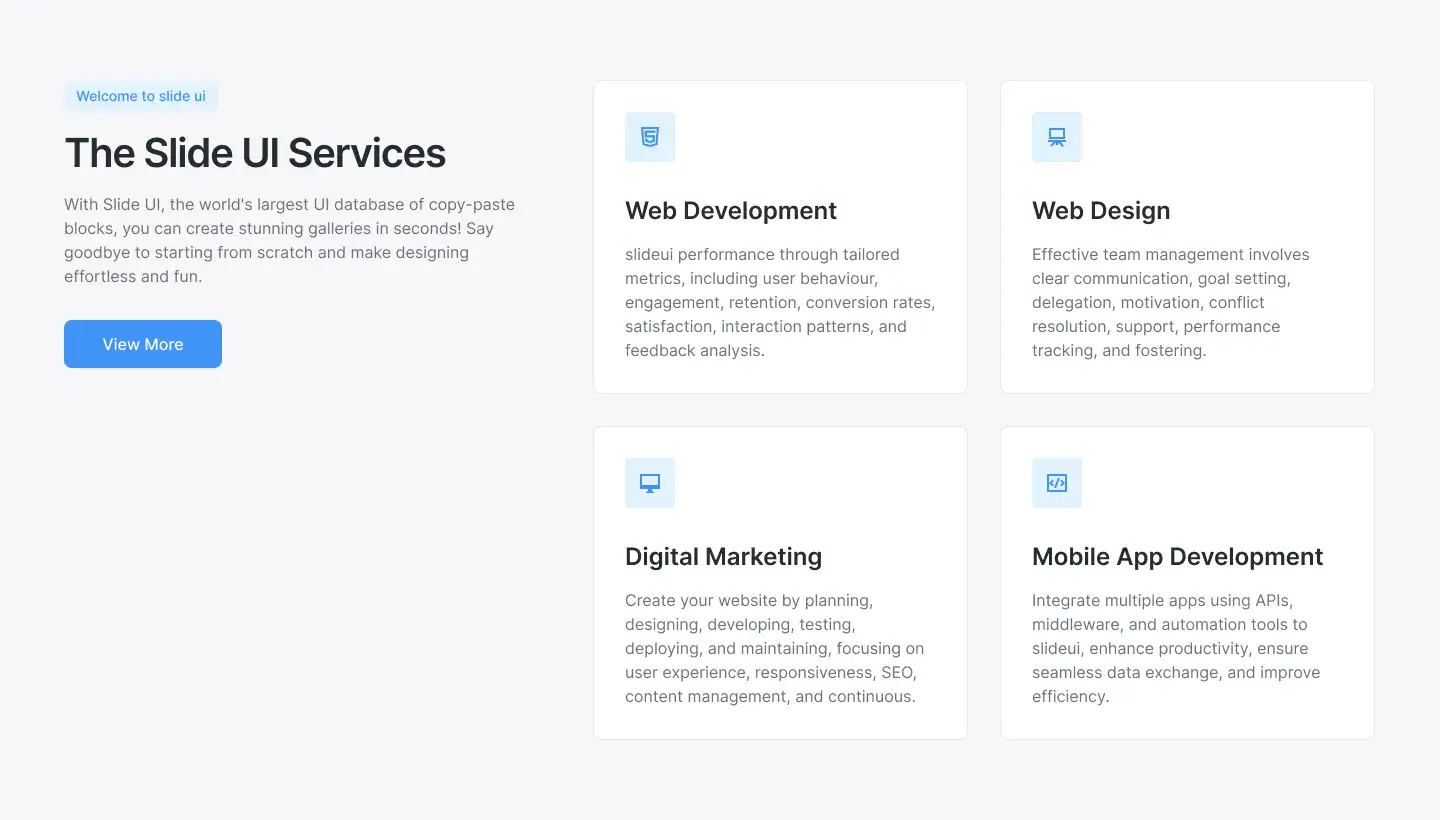 Welcome to slide ui
The Slide UI Services
With Slide UI, the world's largest UI database of copy-paste
blocks, you can create stunning galleries in seconds! Say
goodbye to starting from scratch and make designing
effortless and fun.
View More
Web Development
slideui performance through tailored
metrics, including user behaviour,
engagement, retention, conversion rates,
satisfaction, interaction patterns, and
feedback analysis.
Web Design
Effective team management involves
clear communication, goal setting,
delegation, motivation, conflict
resolution, support, performance
tracking, and fostering.
Digital Marketing
Create your website by planning,
designing, developing, testing,
deploying, and maintaining, focusing on
user experience, responsiveness, SEO,
content management, and continuous.
Mobile App Development
Integrate multiple apps using APIs,
middleware, and automation tools to
slideui, enhance productivity, ensure
seamless data exchange, and improve
efficiency.